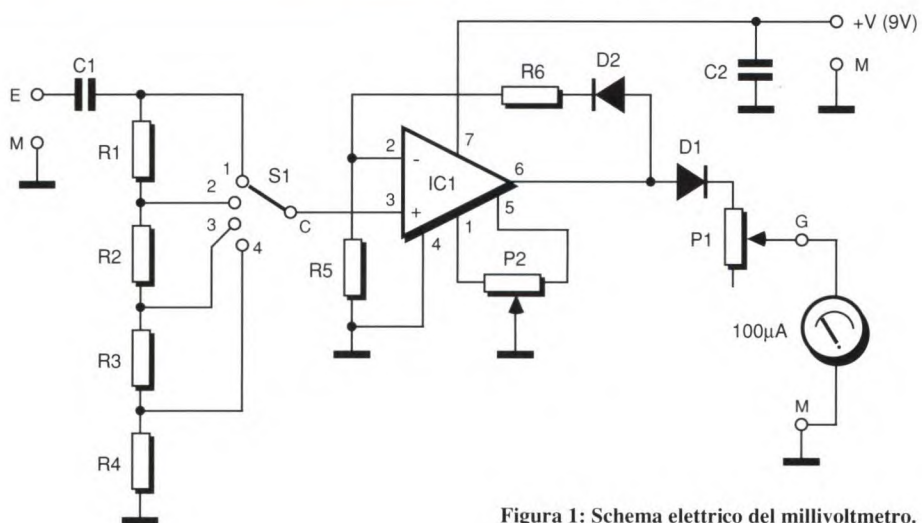 +V (9V)
C1
D2
R6
C2
M
E
R1
7
M
1
S1
2
-
D1
2
IC1
6
3
3
+
C
5
G
R2
4
1
4
P1
R5
P2
100µA
R3
M
R4
Figura 1: Schema elettrico del millivoltmetro.